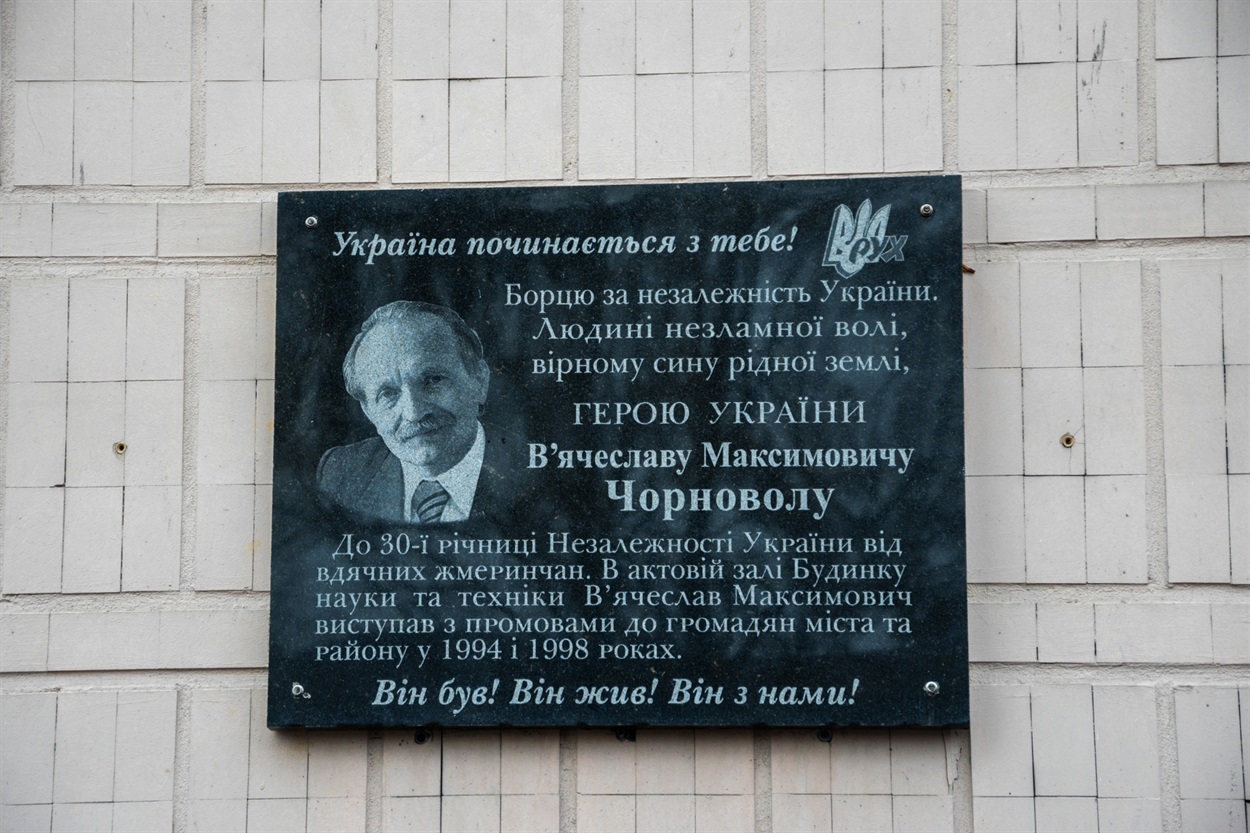 Україна починається з тебе!
РУХ
Борцю за незалежність України.
Людині незламної волі,
вірному сину рідної землі,
ГЕРОЮ УКРАЇНИ
В’ячеславу Максимовичу
Чорноволу
До 30-ї річниці Незалежності України від
вдячних жмеринчан. В актовій залі Будинку
науки та техніки В’ячеслав Максимович
виступав з промовами до громадян міста та
району у 1994 і 1998 роках.
Він був! Він жив! Він з нами!